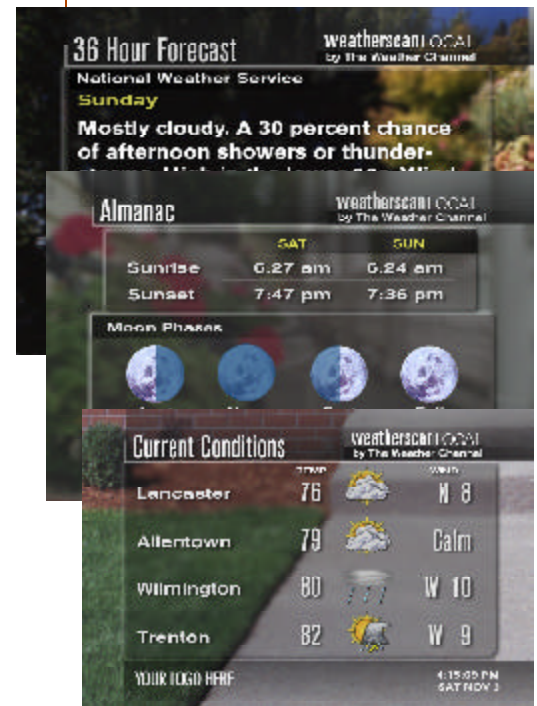 36 Hour Forecast
weatherscan LOCAL
by The Weather Channel
National Weather Service
Sunday
Mostly cloudy. A 30 percent chance
of afternoon showers or thunder-
Almanac
weatherscan LOCAL
by The Weather Channel
SAT SUN
Sunrise 6:27 am 6:24 am
Sunset 7:47 pm 7:36 pm
Moon Phases
Current Conditions
weatherscan LOCAL
by The Weather Channel
TEMP WIND
Lancaster 76 N 8
Allentown 79 Calm
Wilmington 80 W 10
Trenton 82 W 9
YOUR LOGO HERE
4:15:09 PM
SAT NOV 3